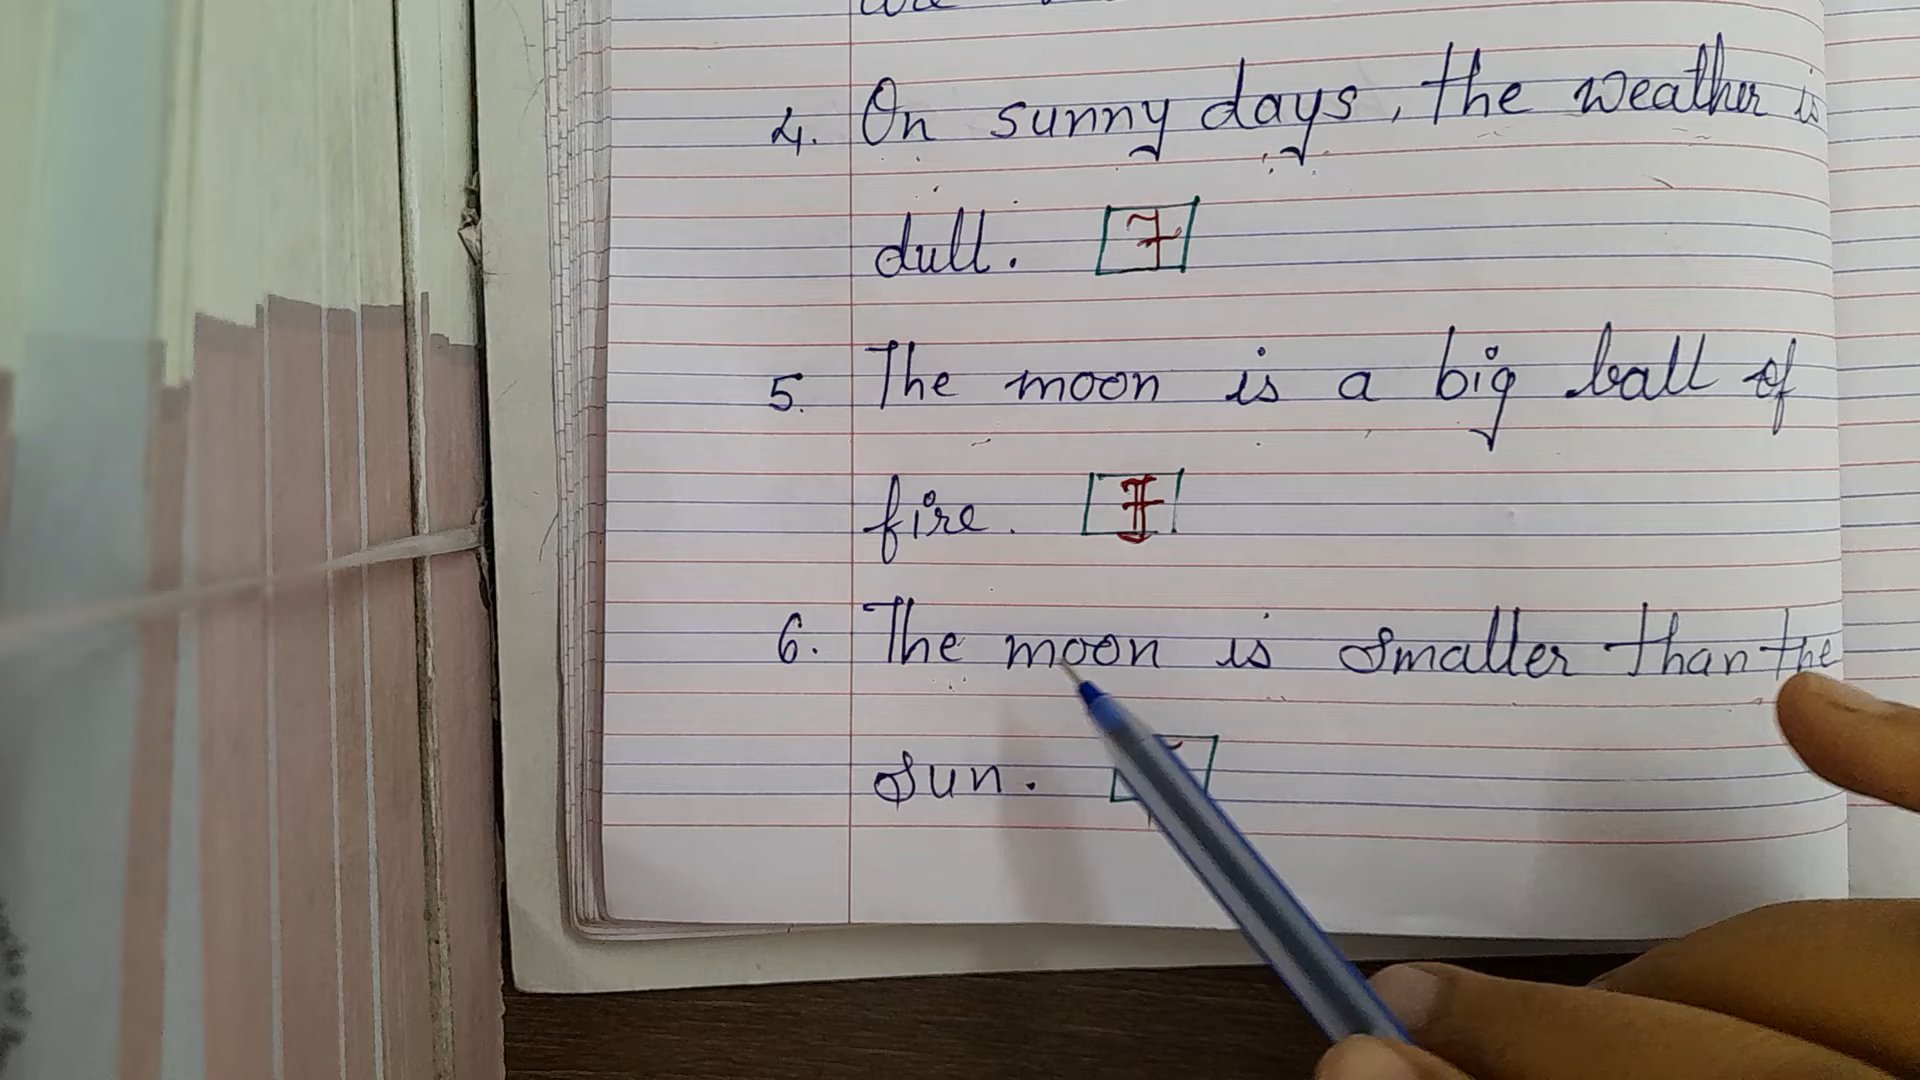 4. On sunny days, the weather is
dull. F
5. The moon is a big ball of
fire. F
6. The moon is smaller than the
sun.